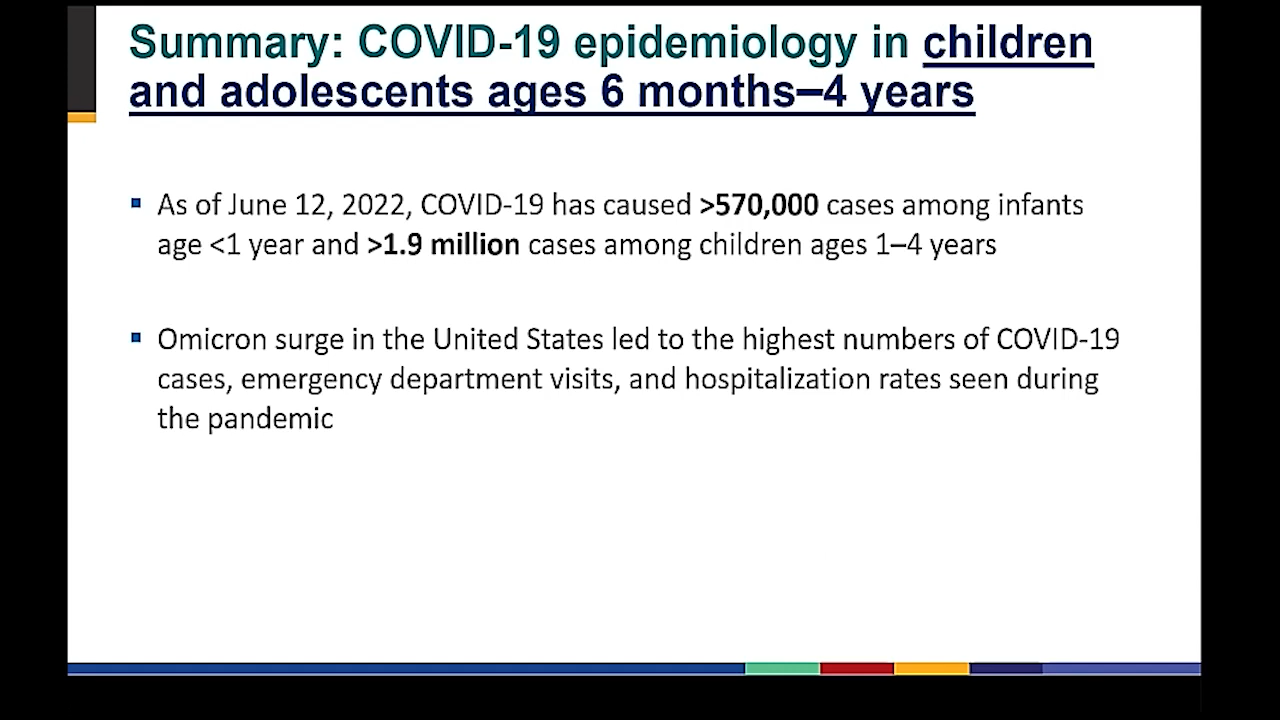 Summary: COVID-19 epidemiology in children
and adolescents ages 6 months–4 years
▪ As of June 12, 2022, COVID-19 has caused >570,000 cases among infants
age <1 year and >1.9 million cases among children ages 1–4 years
▪ Omicron surge in the United States led to the highest numbers of COVID-19
cases, emergency department visits, and hospitalization rates seen during
the pandemic